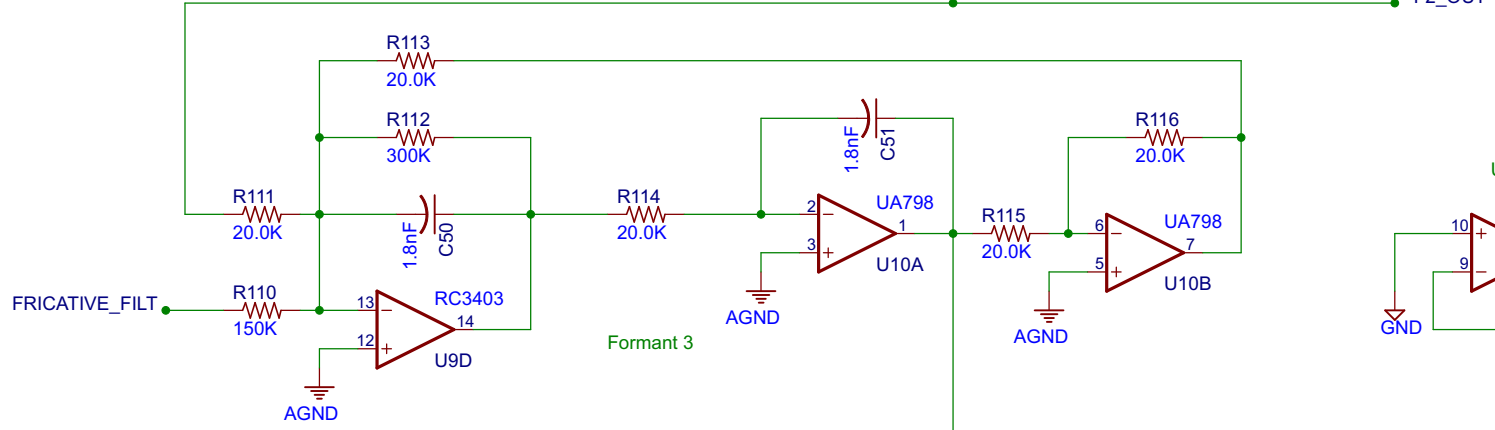 R113
20.0K
R112
300K
R111
20.0K
1.8nF
C50
FRICATIVE_FILT
R110
150K
13
12
14
RC3403
U9D
AGND
Formant 3
R114
20.0K
1.8nF
C51
2
3
1
UA798
U10A
AGND
R115
20.0K
R116
20.0K
6
5
7
UA798
U10B
AGND
10
9
GND